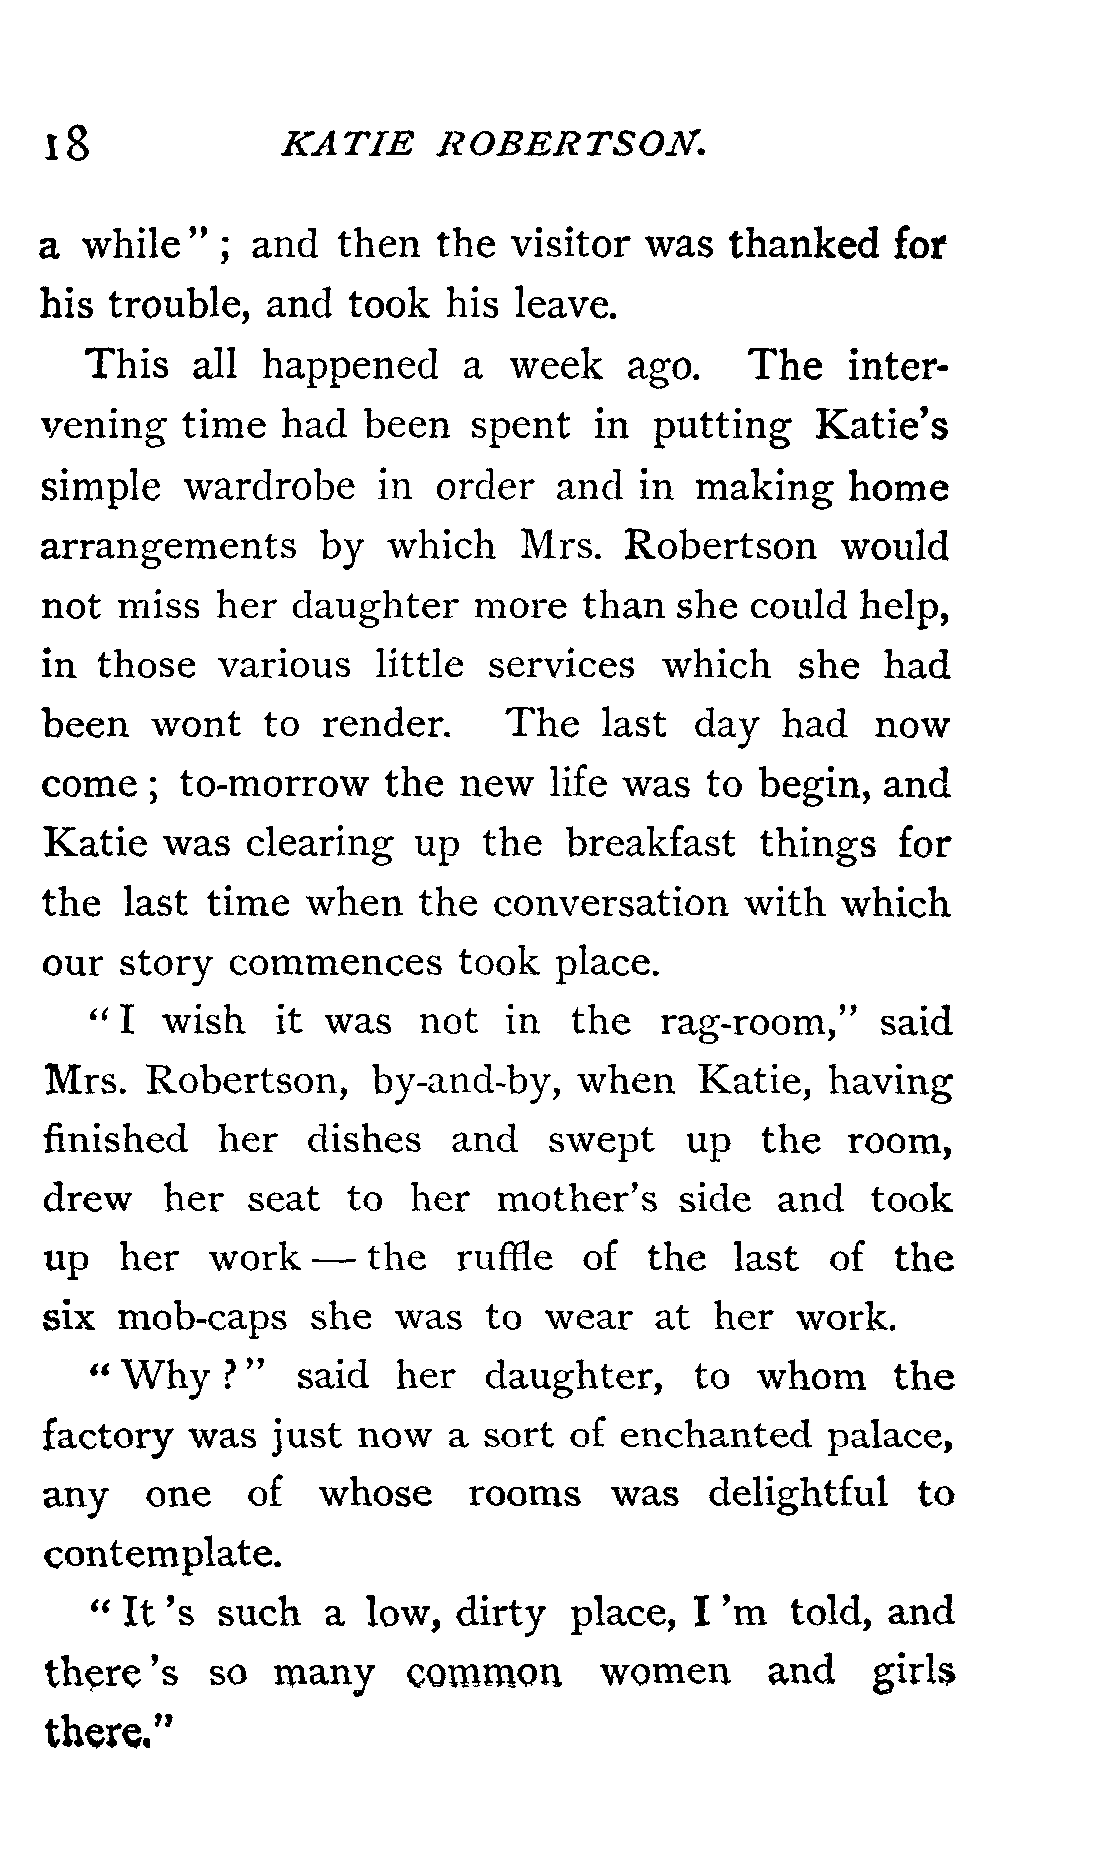 18 KATIE ROBERTSON.
a while" ; and then the visitor was thanked for
his trouble, and took his leave.
This all happened a week ago. The inter-
vening time had been spent in putting Katie's
simple wardrobe in order and in making home
arrangements by which Mrs. Robertson would
not miss her daughter more than she could help,
in those various little services which she had
been wont to render. The last day had now
come ; to-morrow the new life was to begin, and
Katie was clearing up the breakfast things for
the last time when the conversation with which
our story commences took place.
"I wish it was not in the rag-room," said
Mrs. Robertson, by-and-by, when Katie, having
finished her dishes and swept up the room,
drew her seat to her mother's side and took
up her work — the ruffle of the last of the
six mob-caps she was to wear at her work.
"Why ?" said her daughter, to whom the
factory was just now a sort of enchanted palace,
any one of whose rooms was delightful to
contemplate.
"It 's such a low, dirty place, I 'm told, and
there 's so many common women and girls
there."